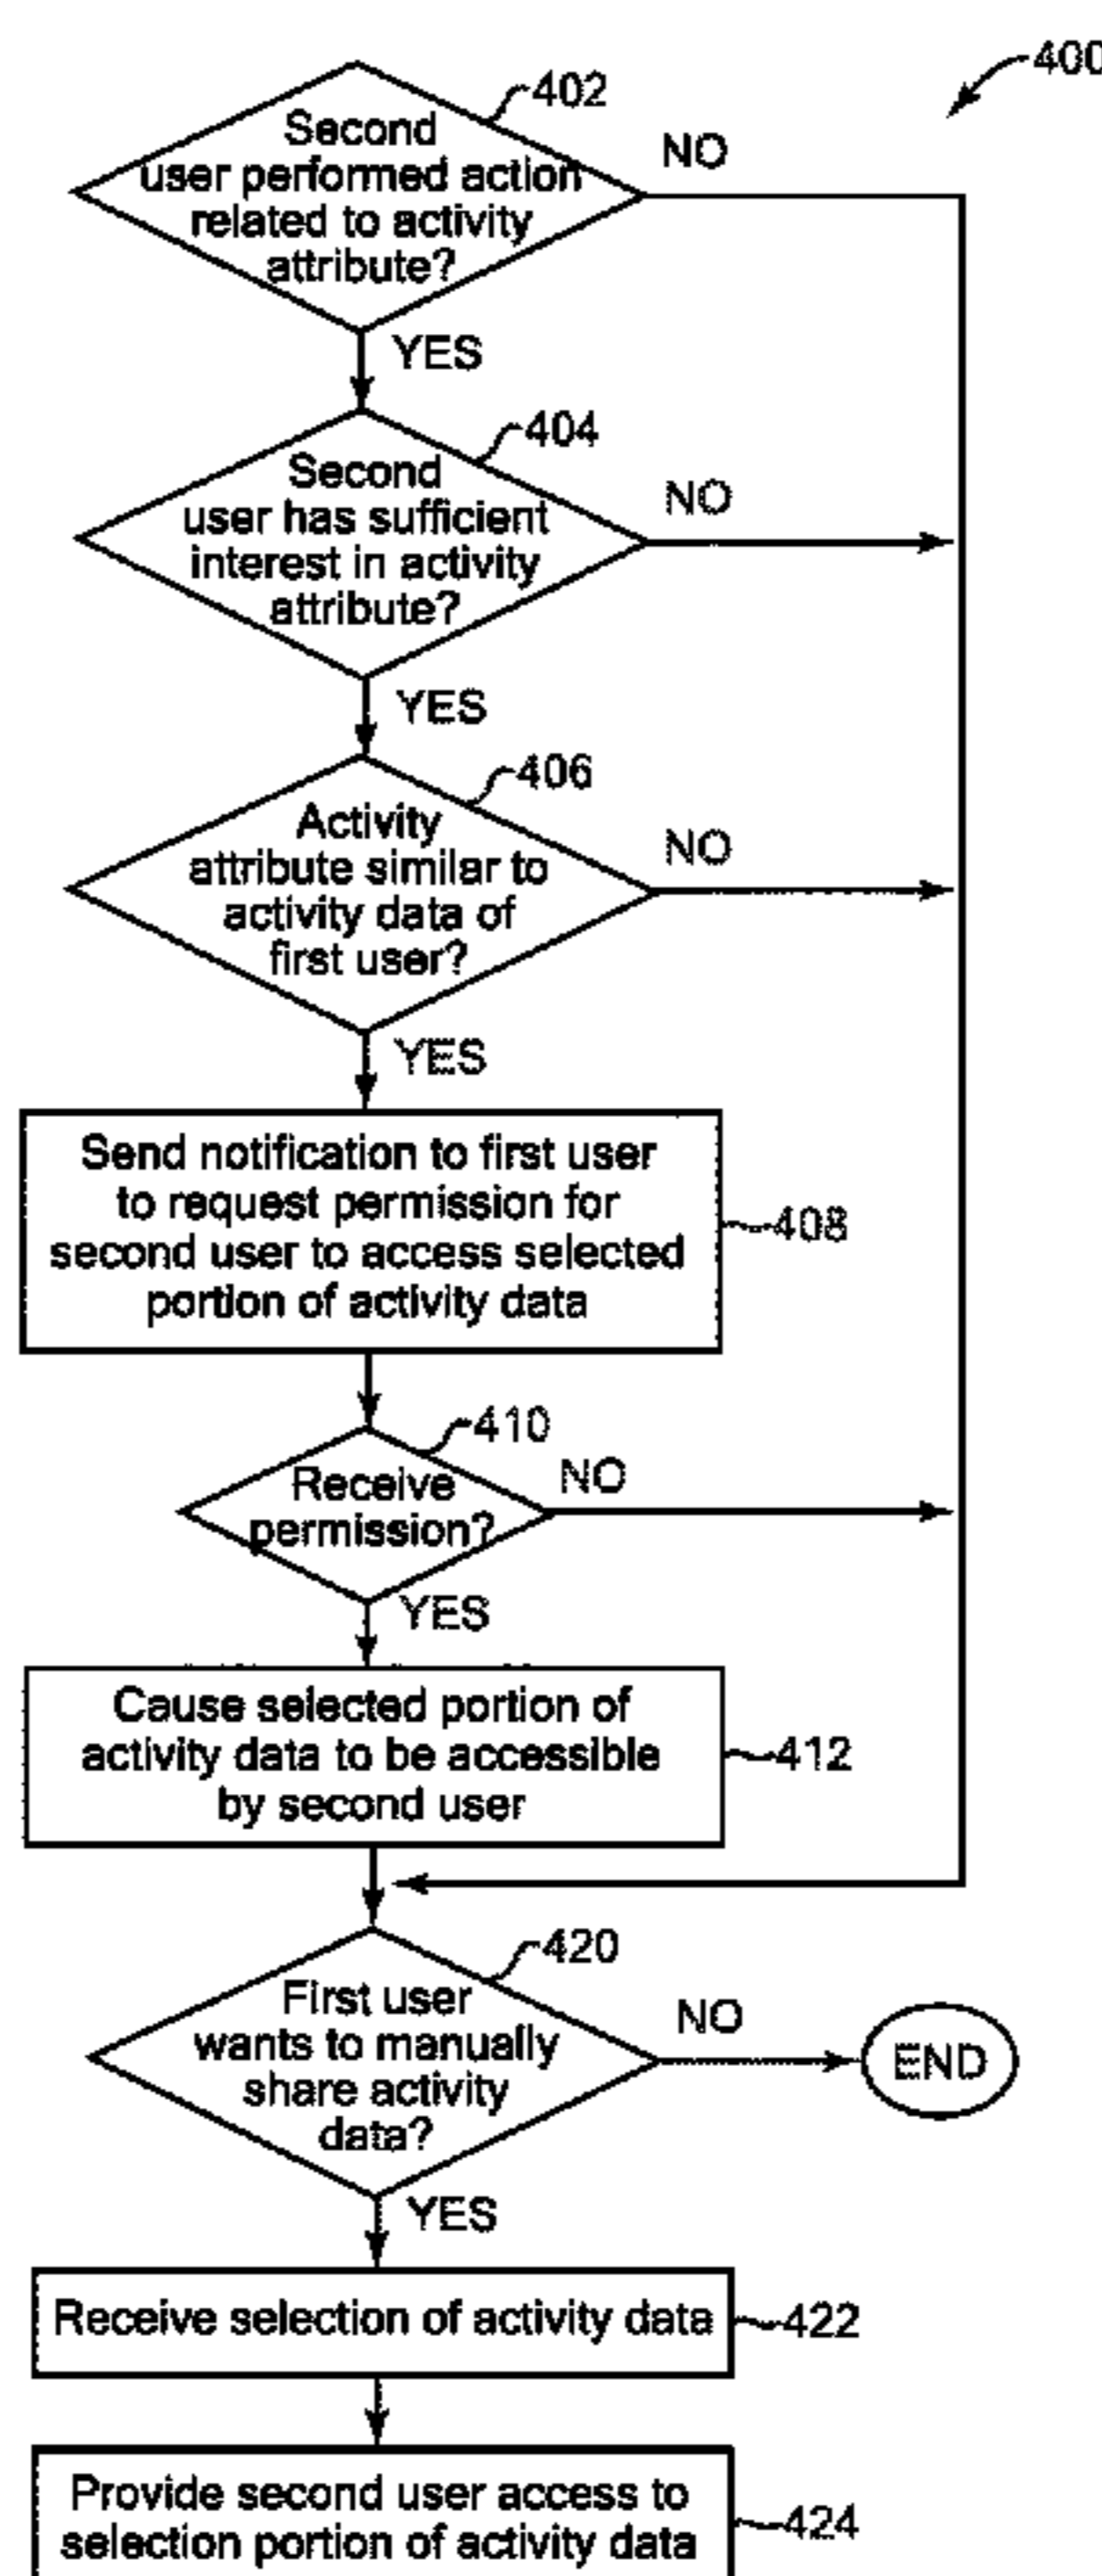 400
402
Second
user performed action
related to activity
attribute?
NO
YES
404
Second
user has sufficient
interest in activity
attribute?
NO
YES
406
Activity
attribute similar to
activity data of
first user?
NO
YES
Send notification to first user
to request permission for
second user to access selected
portion of activity data
408
410
Receive
permission?
NO
YES
Cause selected portion of
activity data to be accessible
by second user
412
420
First user
wants to manually
share activity
data?
NO
END
YES
Receive selection of activity data
422
Provide second user access to
selection portion of activity data
424